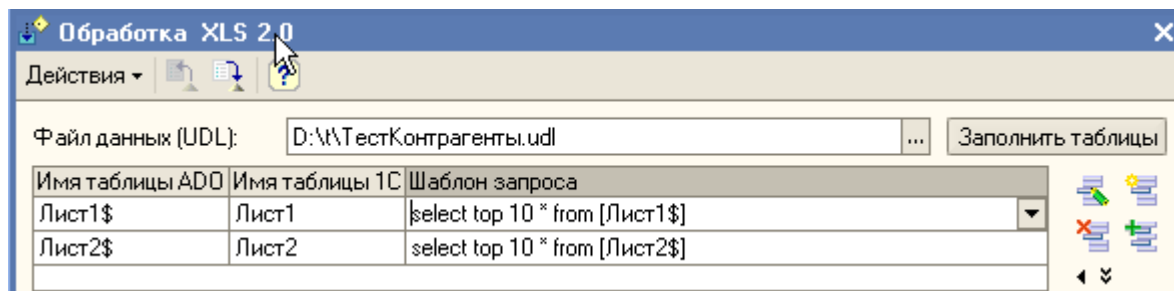 Обработка XLS 2.0
Действия
Файл данных (UDL): D:\t\ТестКонтрагенты.udl ... Заполнить таблицы
Имя таблицы ADO Имя таблицы 1С Шаблон запроса
Лист1$ Лист1 select top 10 * from [Лист1$]
Лист2$ Лист2 select top 10 * from [Лист2$]